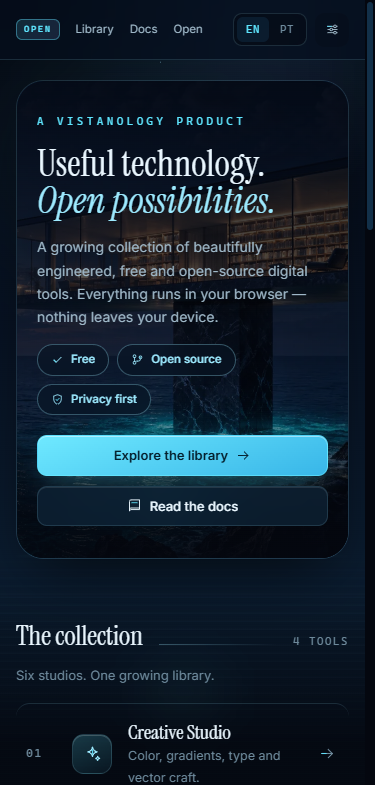 OPEN Library Docs Open EN PT
A VISTANOLOGY PRODUCT
Useful technology.
Open possibilities.
A growing collection of beautifully
engineered, free and open-source digital
tools. Everything runs in your browser —
nothing leaves your device.
Free Open source
Privacy first
Explore the library →
Read the docs
The collection 4 TOOLS
Six studios. One growing library.
01 Creative Studio →
Color, gradients, type and
vector craft.